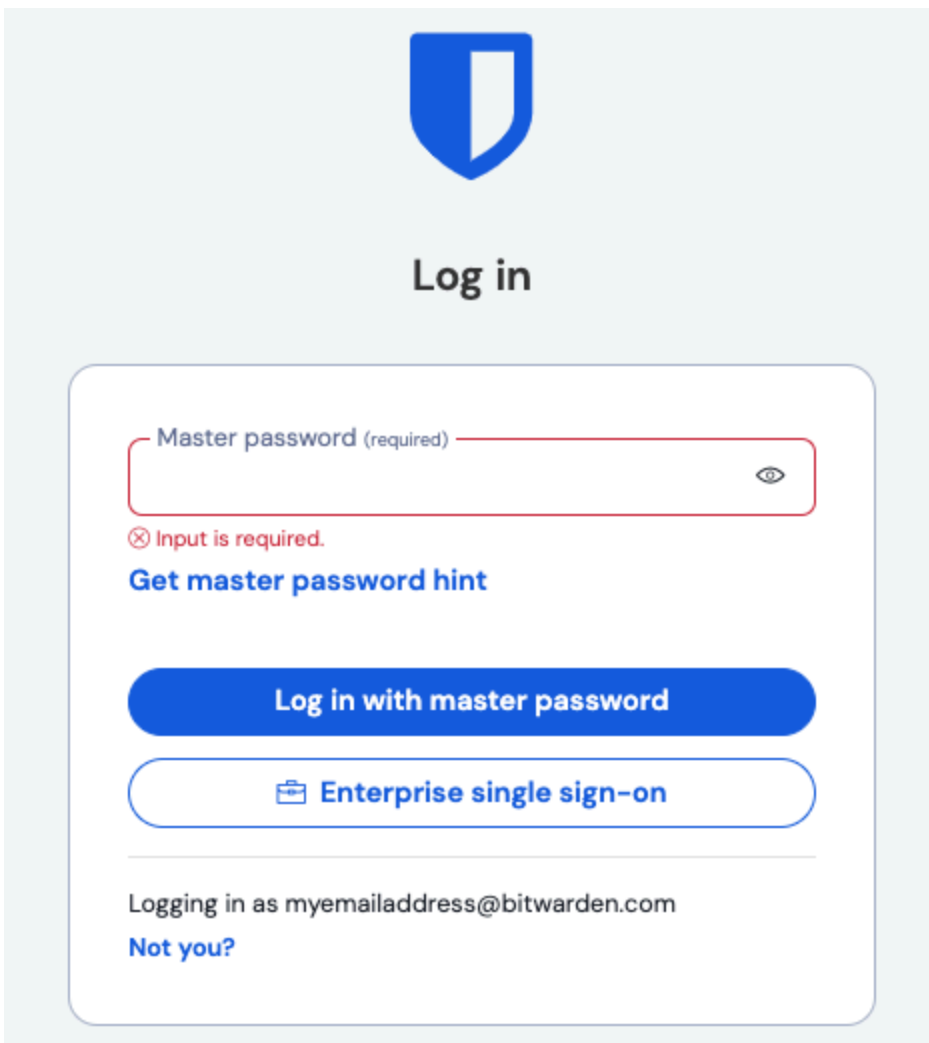 Log in
Master password (required)
Input is required.
Get master password hint
Log in with master password
Enterprise single sign-on
Logging in as myemailaddress@bitwarden.com
Not you?